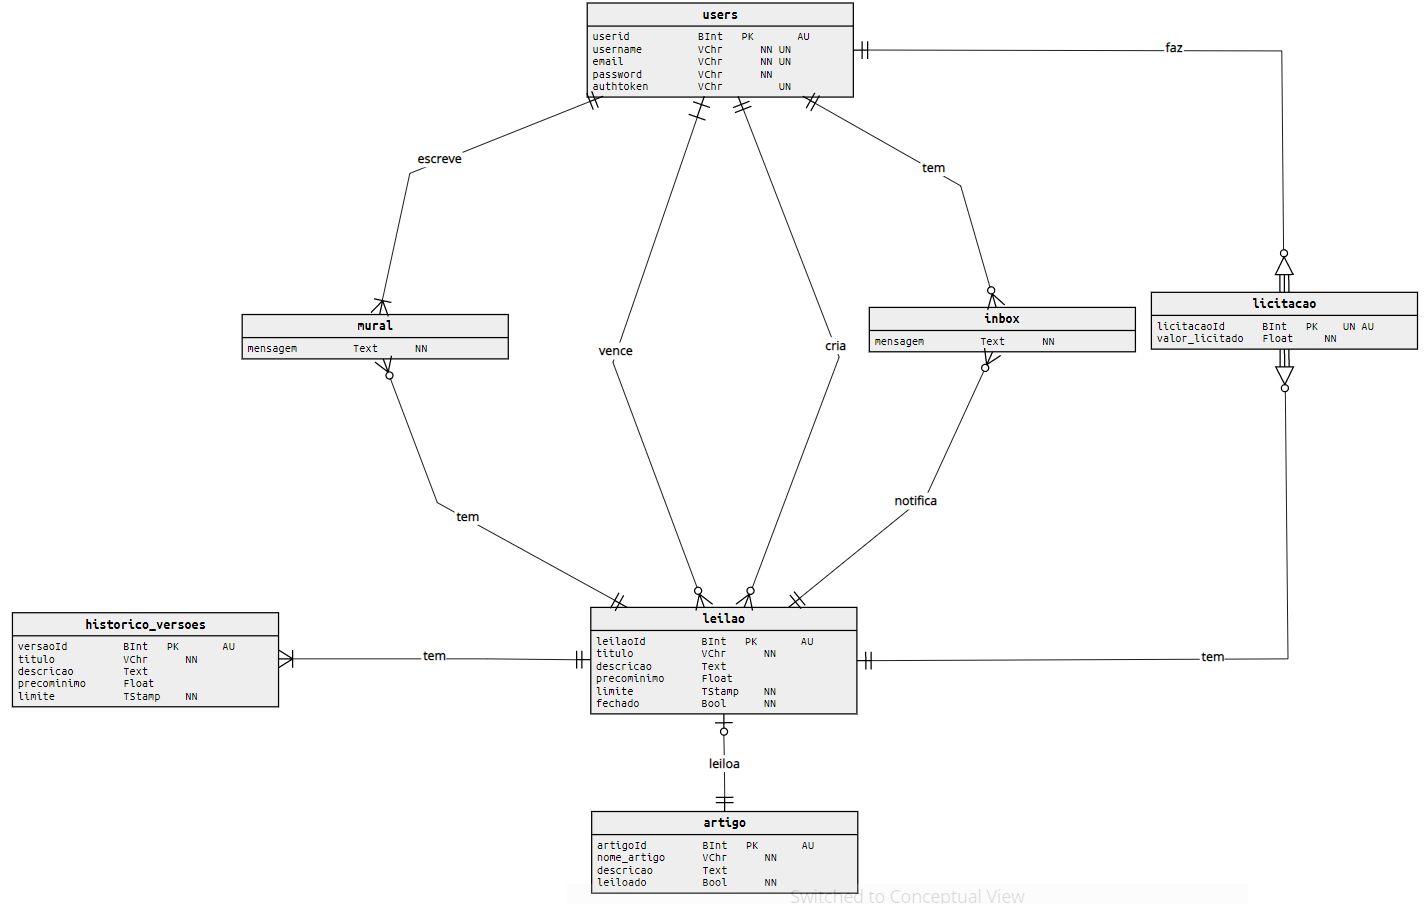 users
userid BInt PK AU
username VChr NN UN
email VChr NN UN
password VChr NN
authtoken VChr UN
faz
escreve
tem
licitacao
licitacaoId BInt PK UN AU
valor_licitado Float NN
mural
mensagem Text NN
inbox
mensagem Text NN
vence
cria
notifica
tem
historico_versoes
versaoId BInt PK AU
titulo VChr NN
descricao Text
precominimo Float
limite TStamp NN
tem
leilao
leilaoId BInt PK AU
titulo VChr NN
descricao Text
precominimo Float
limite TStamp NN
fechado Bool NN
tem
leiloa
artigo
artigoId BInt PK AU
nome_artigo VChr NN
descricao Text
leiloado Bool NN
Switched to Conceptual View